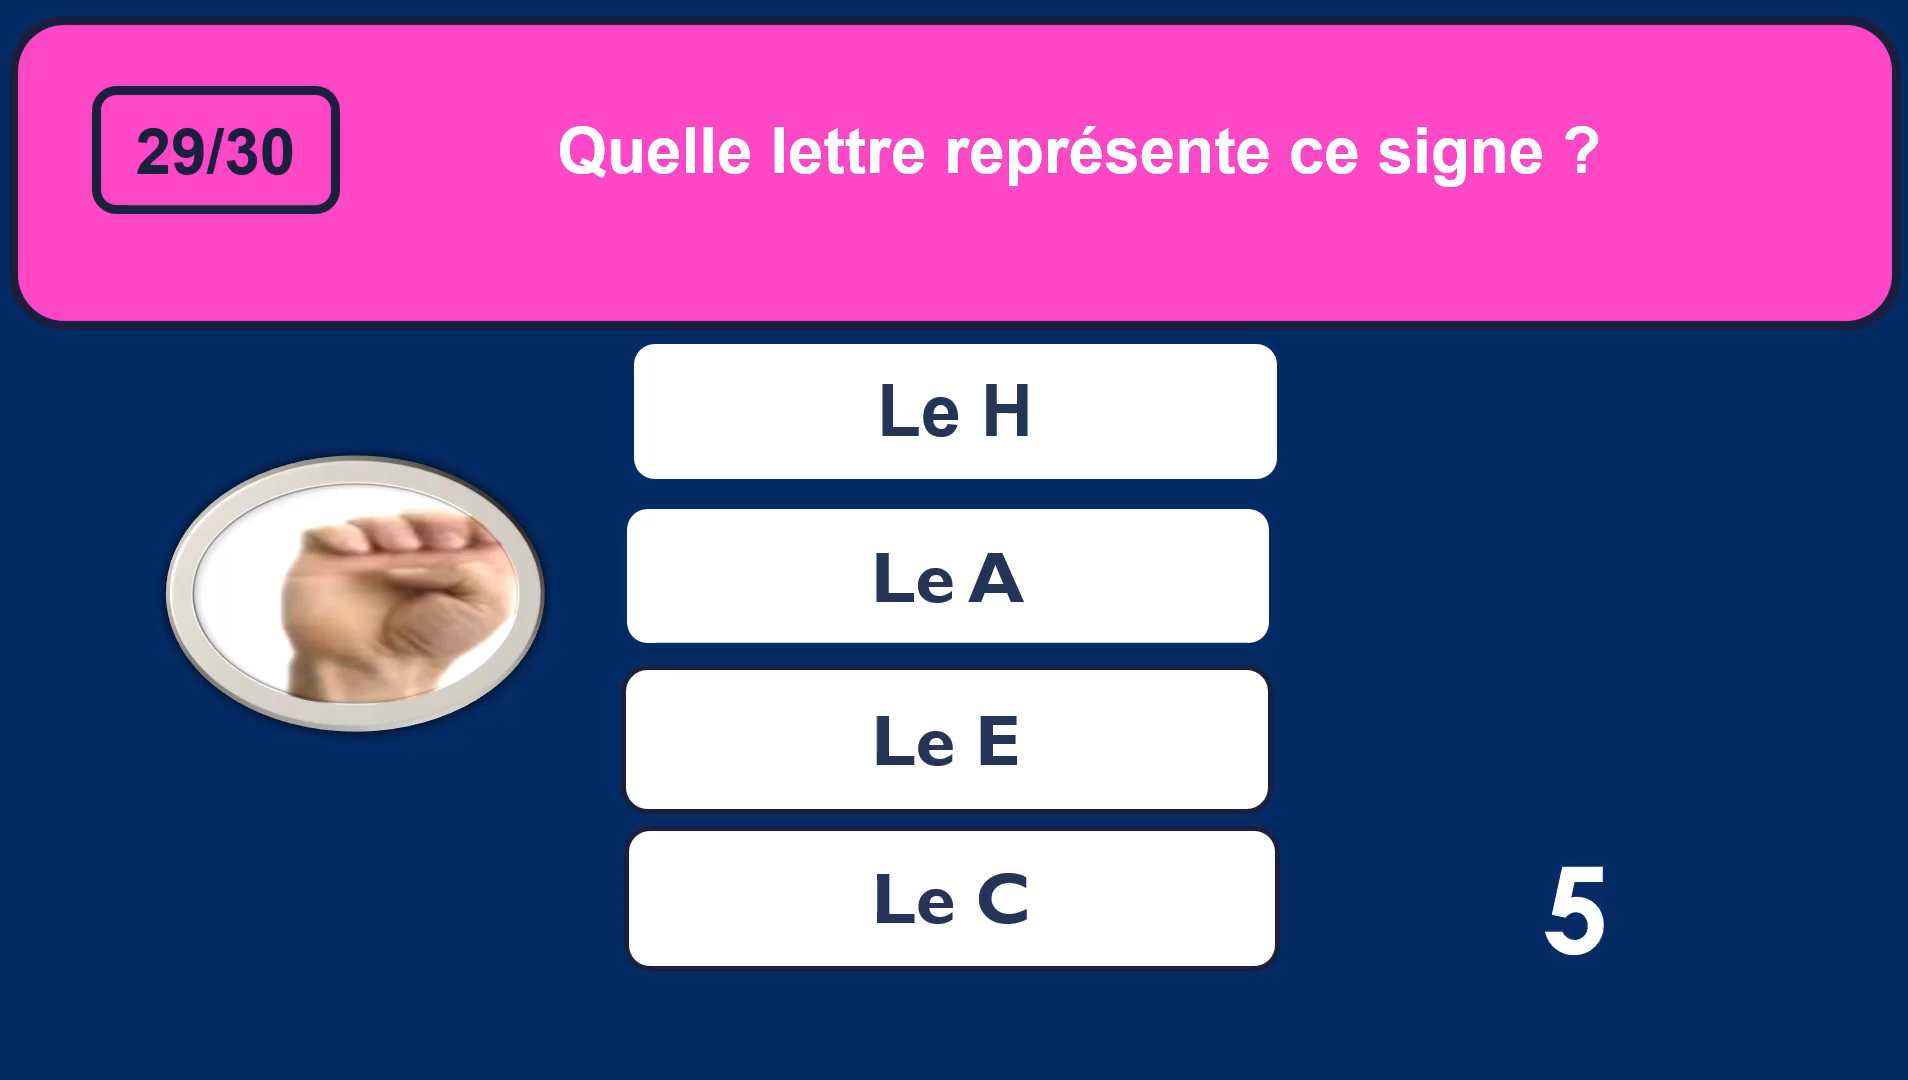 29/30
Quelle lettre représente ce signe ?
Le H
Le A
Le E
Le C
5